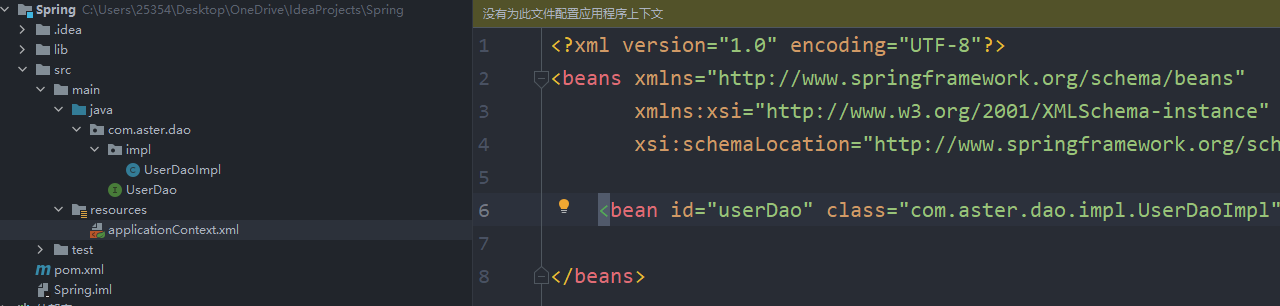 Spring C:\Users\25354\Desktop\OneDrive\IdeaProjects\Spring
.idea
lib
src
main
java
com.aster.dao
impl
UserDaoImpl
UserDao
resources
applicationContext.xml
test
pom.xml
Spring.iml
没有为此文件配置应用程序上下文
1 <?xml version="1.0" encoding="UTF-8"?>
2 <beans xmlns="http://www.springframework.org/schema/beans"
3 xmlns:xsi="http://www.w3.org/2001/XMLSchema-instance"
4 xsi:schemaLocation="http://www.springframework.org/sch
5
6 <bean id="userDao" class="com.aster.dao.impl.UserDaoImpl"
7
8 </beans>